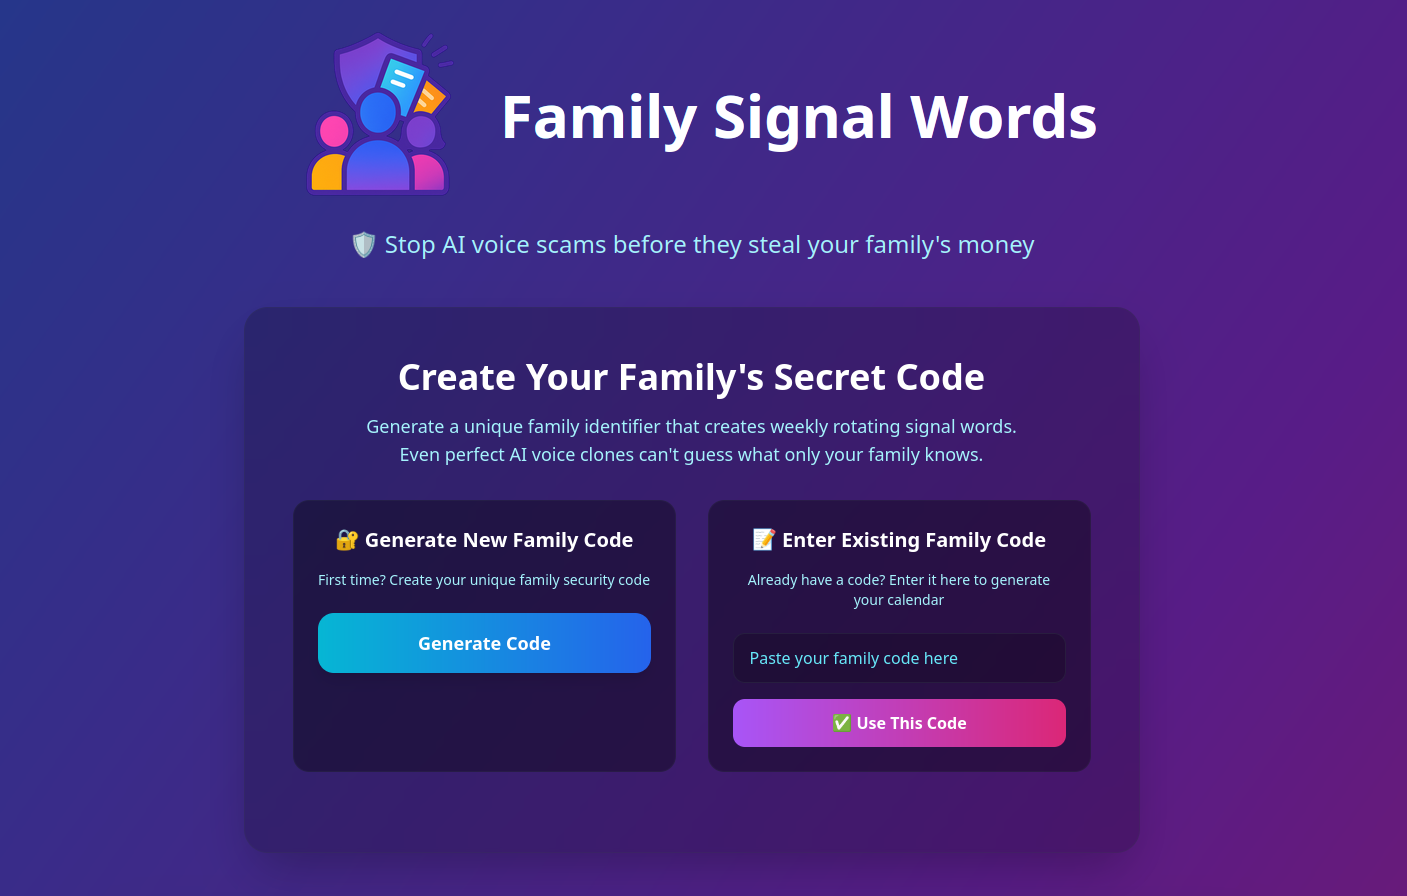 Family Signal Words
🛡️ Stop AI voice scams before they steal your family's money
Create Your Family's Secret Code
Generate a unique family identifier that creates weekly rotating signal words.
Even perfect AI voice clones can't guess what only your family knows.
🔐 Generate New Family Code
First time? Create your unique family security code
Generate Code
📝 Enter Existing Family Code
Already have a code? Enter it here to generate
your calendar
Paste your family code here
✅ Use This Code